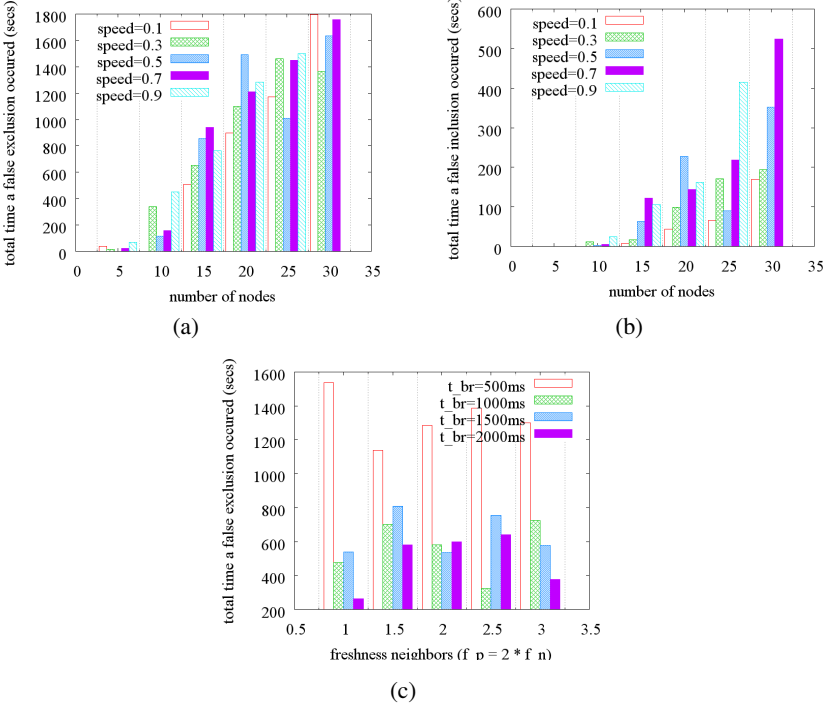 total time a false exclusion occured (secs)
1800
1600
1400
1200
1000
800
600
400
200
0
speed=0.1
speed=0.3
speed=0.5
speed=0.7
speed=0.9
0 5 10 15 20 25 30 35
number of nodes
(a)
total time a false inclusion occured (secs)
600
500
400
300
200
100
0
speed=0.1
speed=0.3
speed=0.5
speed=0.7
speed=0.9
0 5 10 15 20 25 30 35
number of nodes
(b)
total time a false exclusion occured (secs)
1600
1400
1200
1000
800
600
400
200
t_br=500ms
t_br=1000ms
t_br=1500ms
t_br=2000ms
0.5 1 1.5 2 2.5 3 3.5
freshness neighbors (f_p = 2 * f_n)
(c)